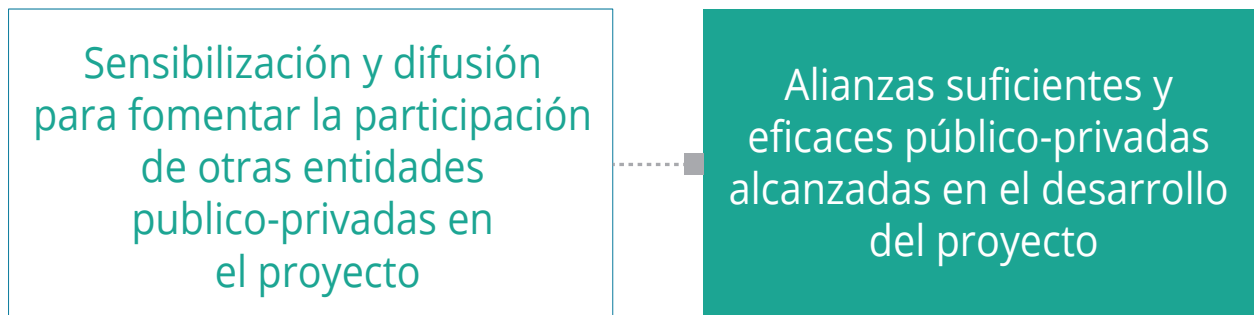 Sensibilización y difusión
para fomentar la participación
de otras entidades
publico-privadas en
el proyecto
Alianzas suficientes y
eficaces público-privadas
alcanzadas en el desarrollo
del proyecto